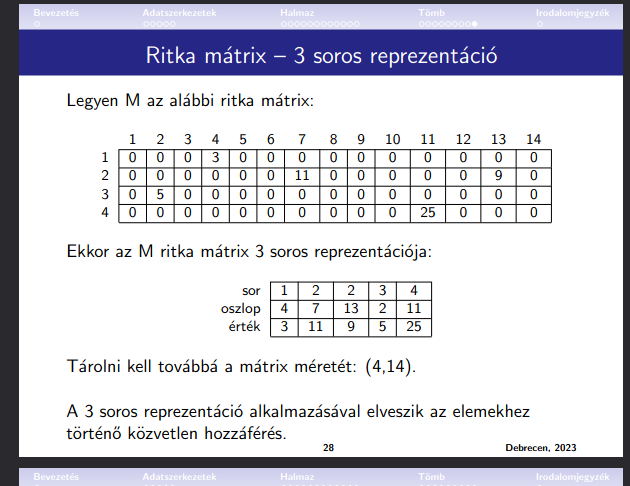 Bevezetés Adatszerkezetek Halmaz Tömb Irodalomjegyzék
Ritka mátrix – 3 soros reprezentáció
Legyen M az alábbi ritka mátrix:
1 2 3 4 5 6 7 8 9 10 11 12 13 14
1 0 0 0 3 0 0 0 0 0 0 0 0 0 0
2 0 0 0 0 0 0 11 0 0 0 0 0 9 0
3 0 5 0 0 0 0 0 0 0 0 0 0 0 0
4 0 0 0 0 0 0 0 0 0 0 25 0 0 0
Ekkor az M ritka mátrix 3 soros reprezentációja:
sor 1 2 2 3 4
oszlop 4 7 13 2 11
érték 3 11 9 5 25
Tárolni kell továbbá a mátrix méretét: (4,14).
A 3 soros reprezentáció alkalmazásával elveszik az elemekhez
történő közvetlen hozzáférés.
28 Debrecen, 2023
Bevezetés Adatszerkezetek Halmaz Tömb Irodalomjegyzék